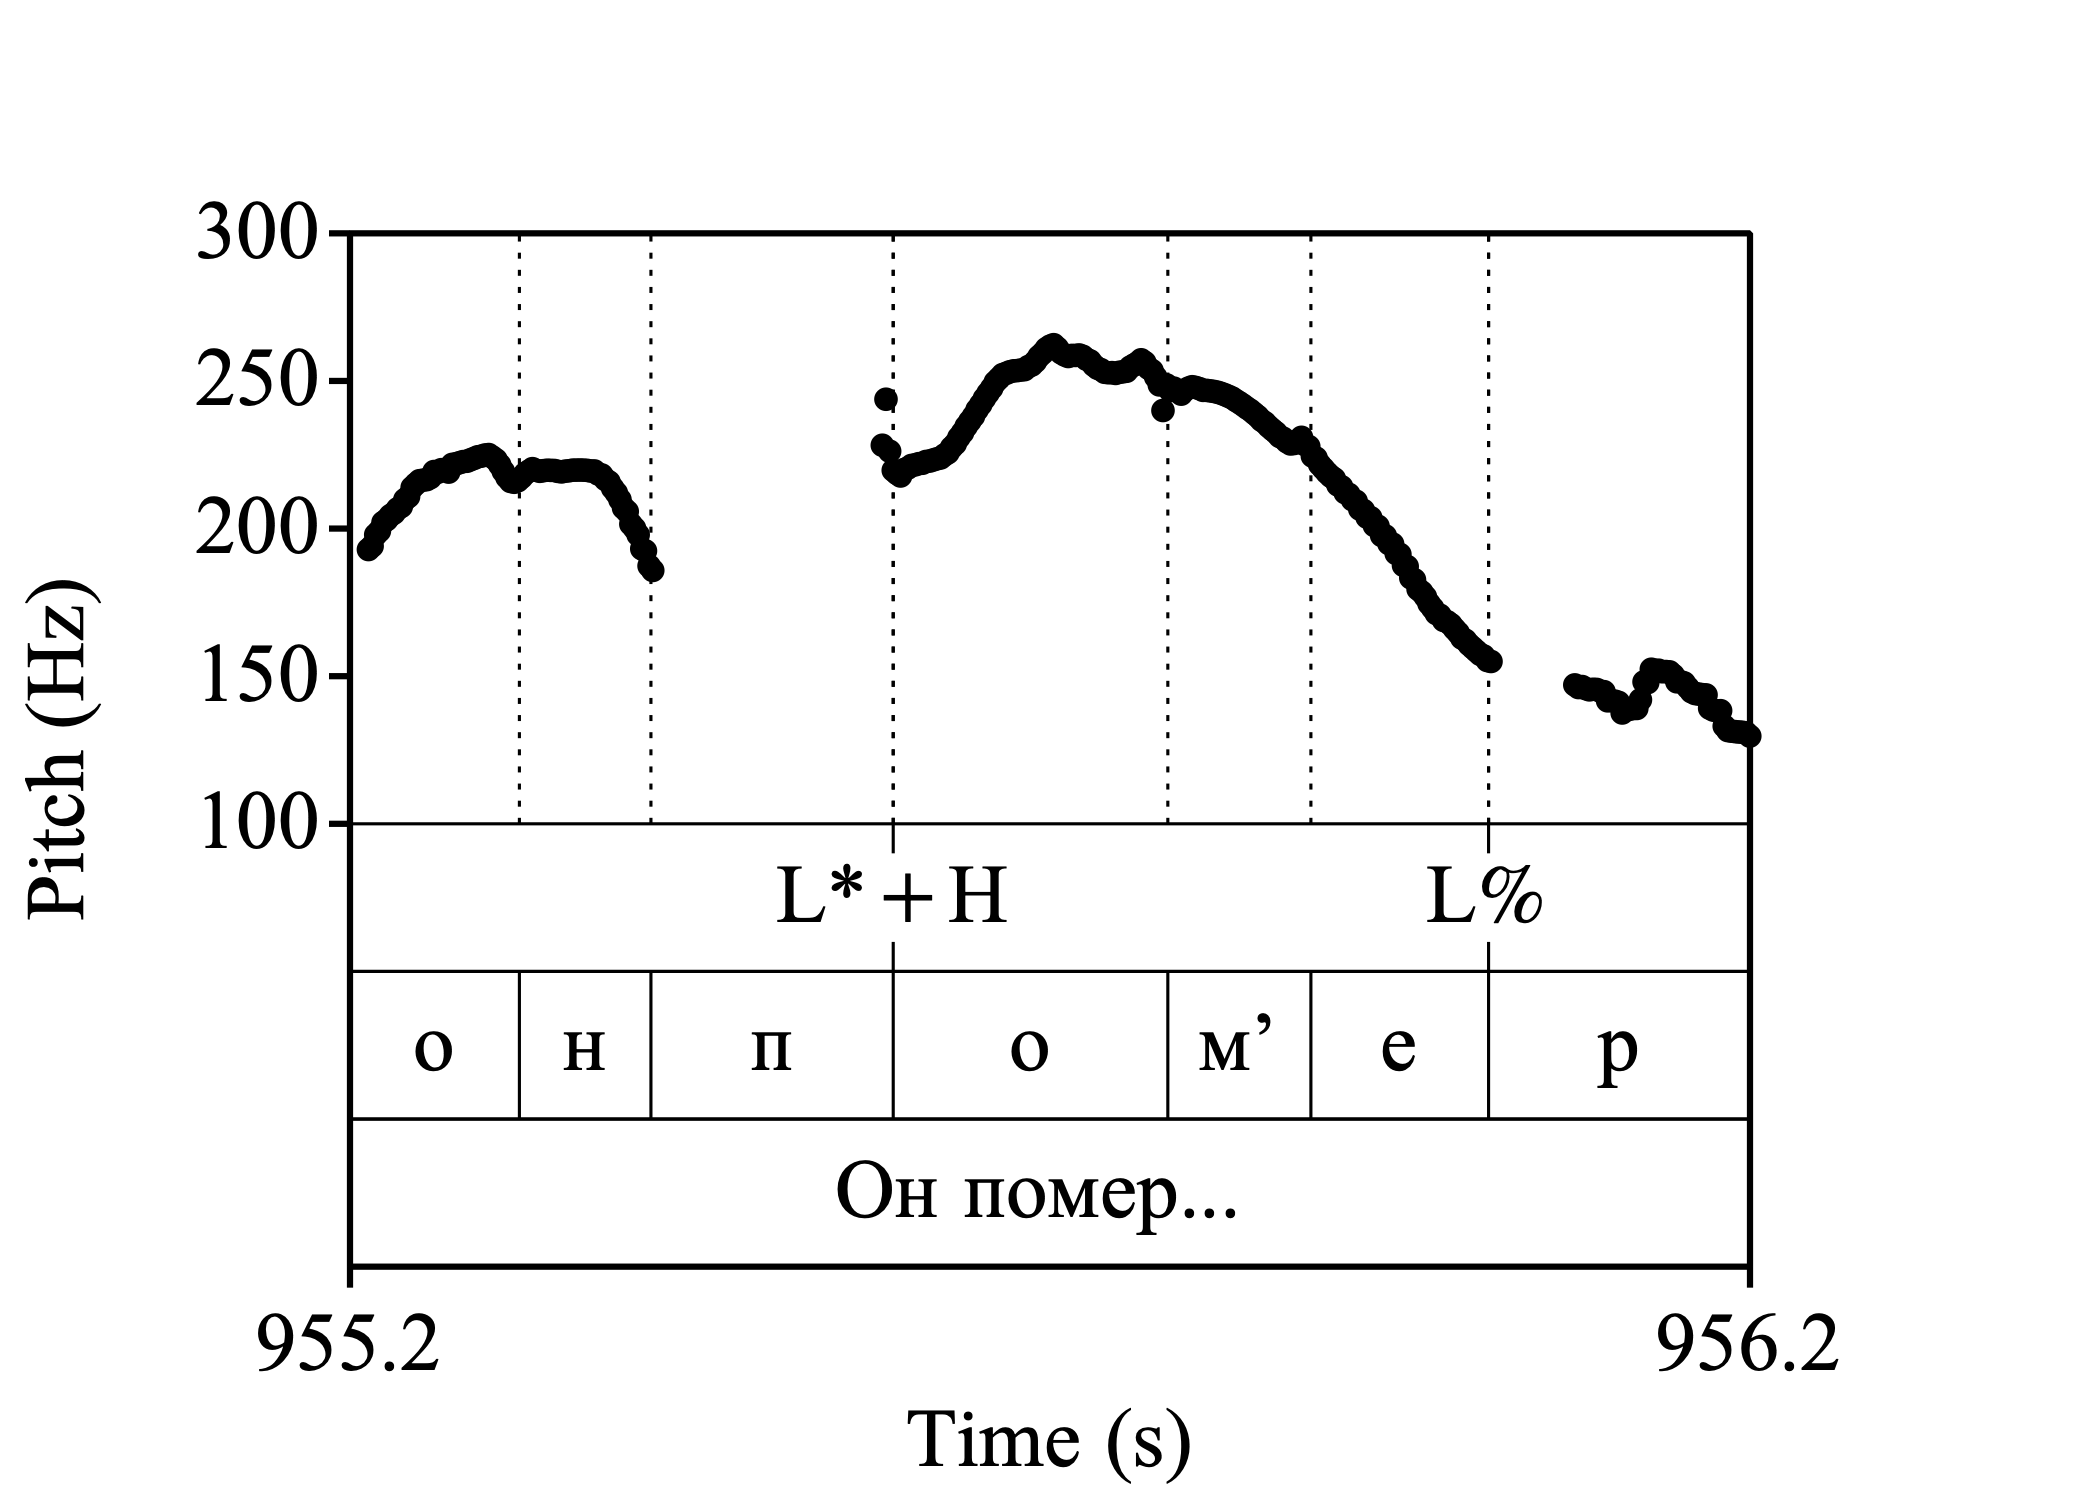 300
250
200
150
100
Pitch (Hz)
L*+H L%
о н п о м’ е р
Он помер...
955.2 956.2
Time (s)